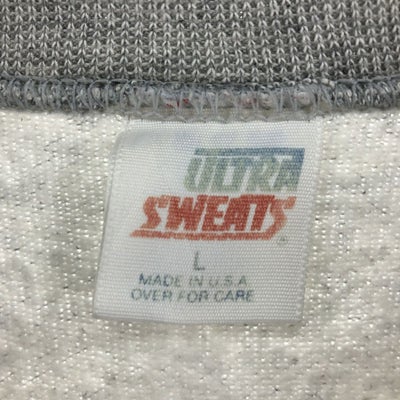 ULTRA
SWEATS®
L
MADE IN U.S.A
OVER FOR CARE